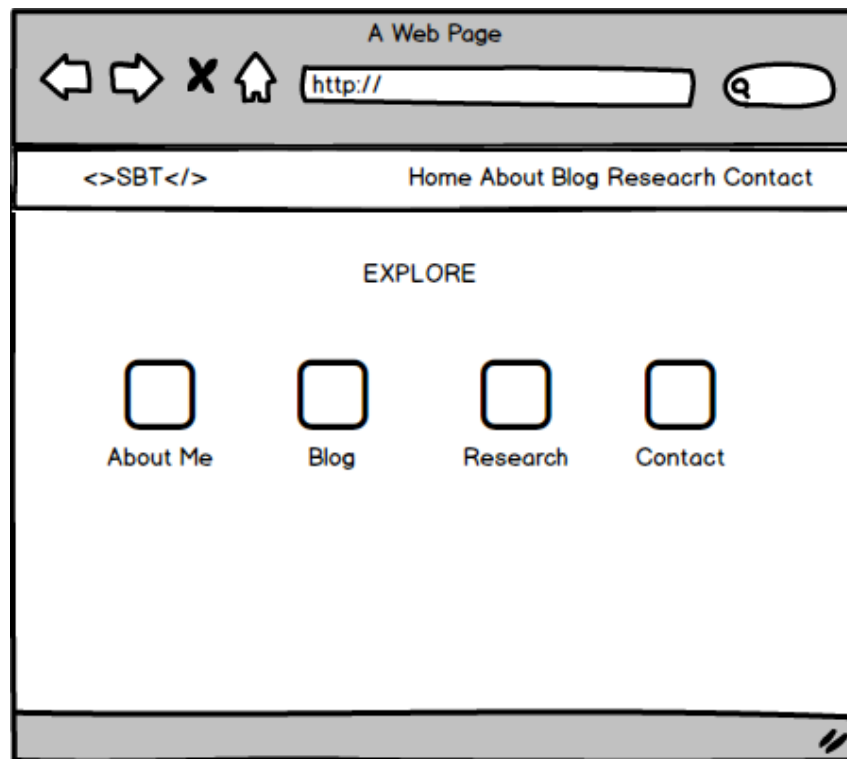 A Web Page
http://
<>SBT</> Home About Blog Reseacrh Contact
EXPLORE
About Me Blog Research Contact